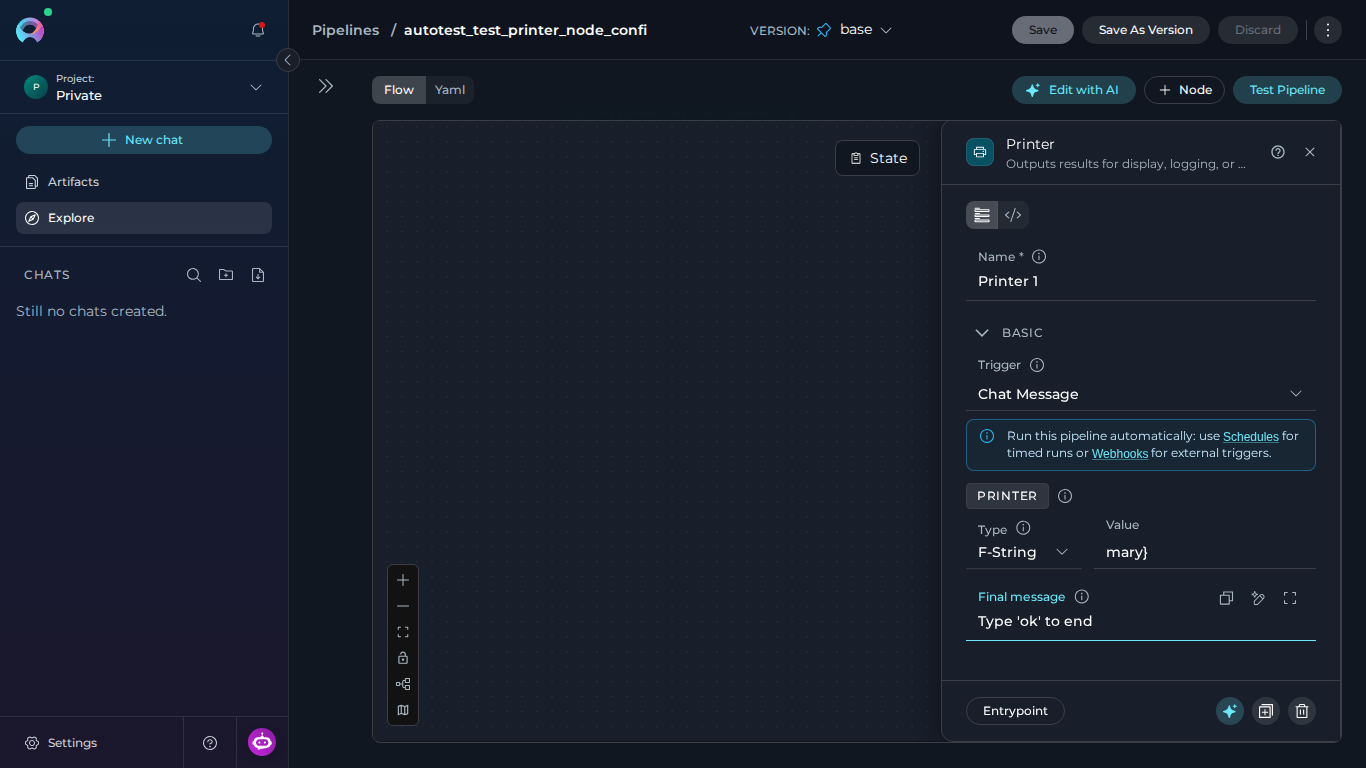 Pipelines / autotest_test_printer_node_confi
VERSION: base
Save
Save As Version
Discard
P
Project:
Private
New chat
Artifacts
Explore
CHATS
Still no chats created.
Settings
Flow
Yaml
Edit with AI
Node
Test Pipeline
State
Printer
Outputs results for display, logging, or ...
Name *
Printer 1
BASIC
Trigger
Chat Message
Run this pipeline automatically: use Schedules for
timed runs or Webhooks for external triggers.
PRINTER
Type
Value
F-String
mary}
Final message
Type 'ok' to end
Entrypoint